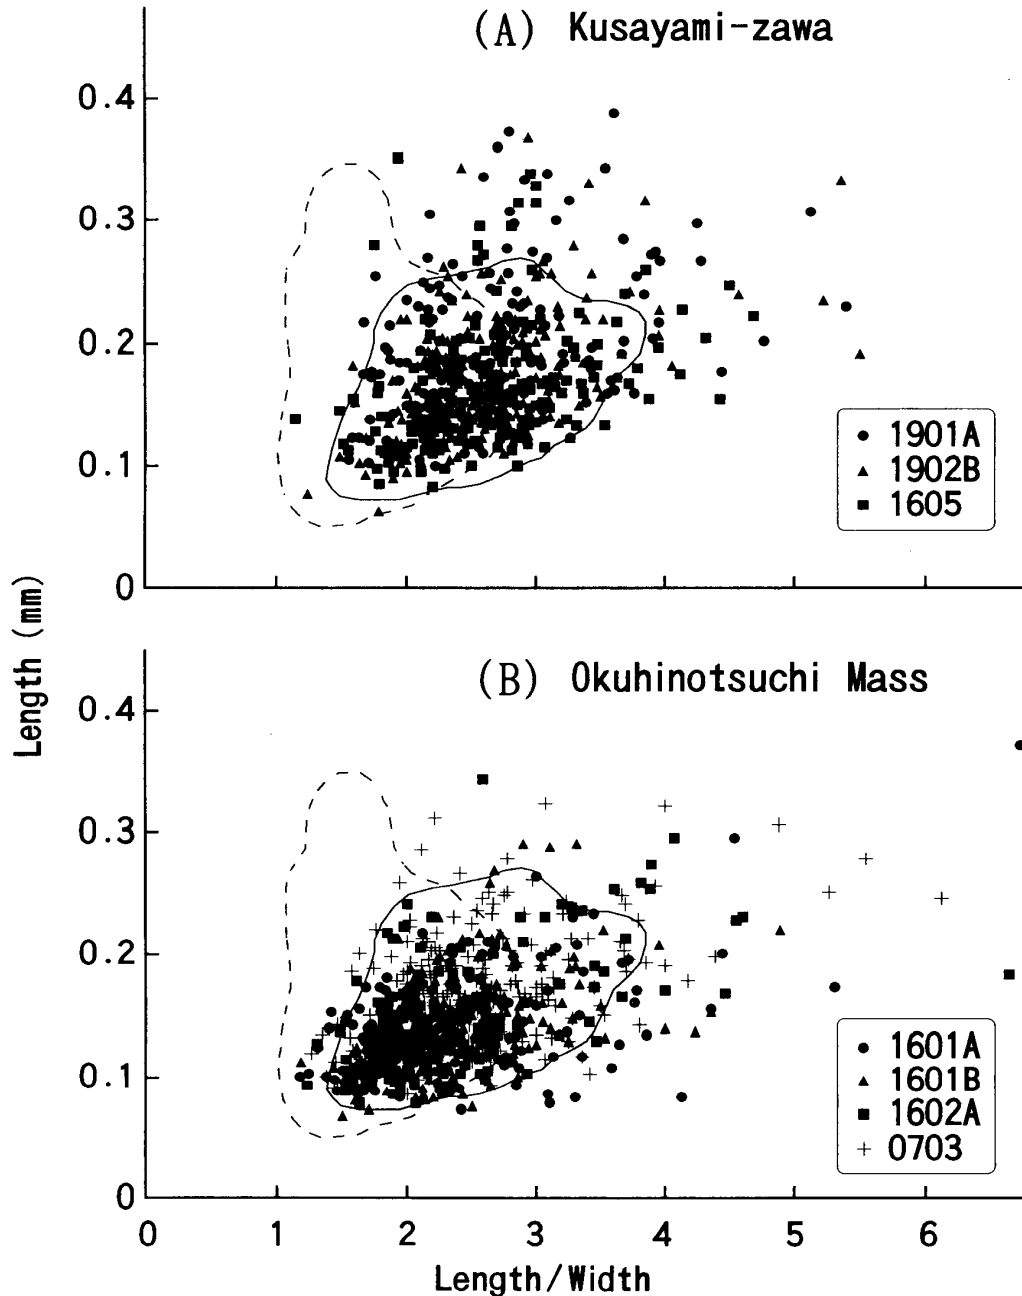 (A) Kusayami-zawa
0.4
0.3
0.2
0.1
0
1901A
1902B
1605
Length (mm)
(B) Okuhinotsuchi Mass
0.4
0.3
0.2
0.1
0
1601A
1601B
1602A
0703
0 1 2 3 4 5 6
Length/Width